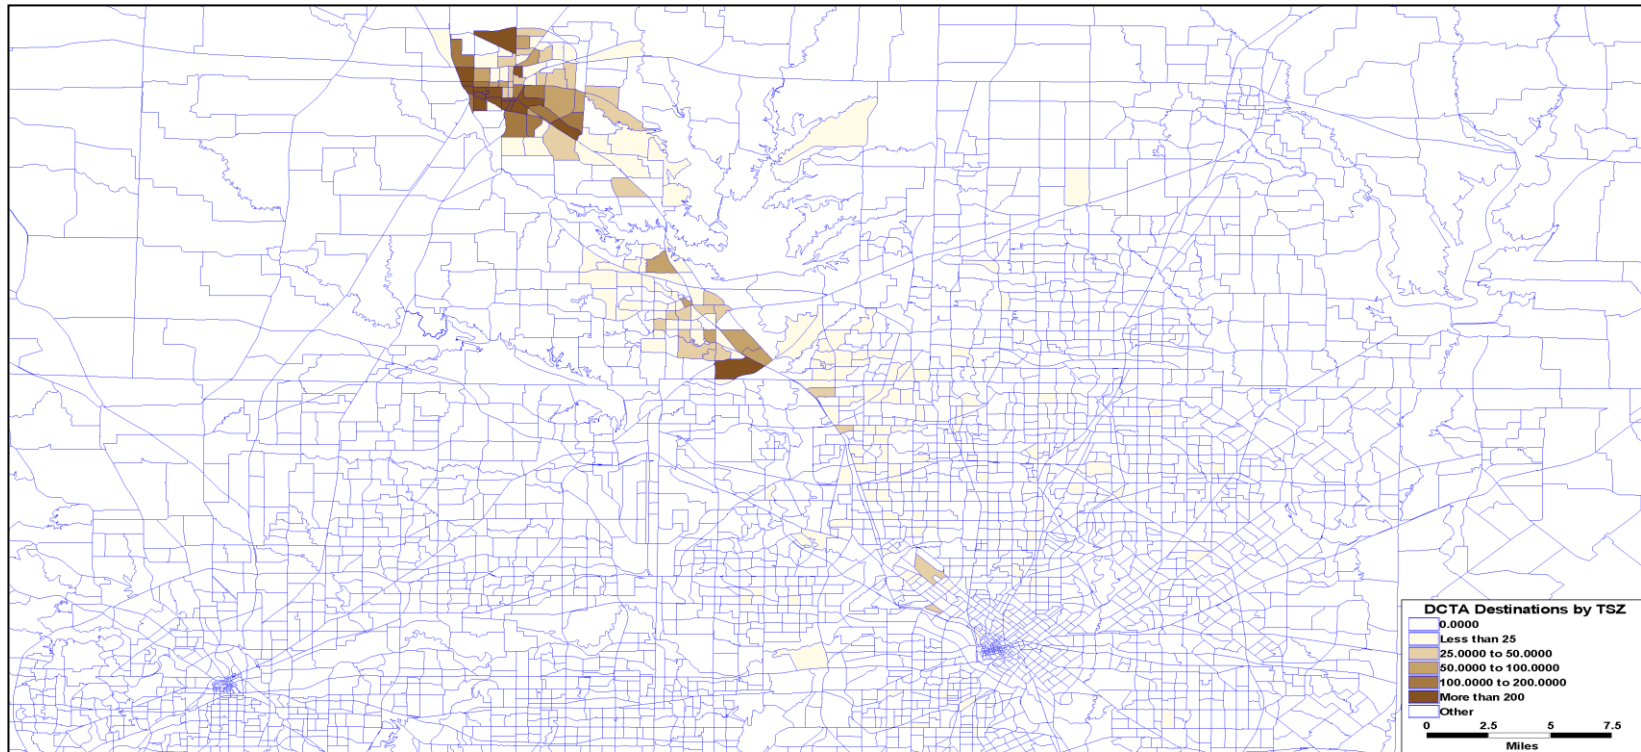 DCTA Destinations by TSZ
0.0000
Less than 25
25.0000 to 50.0000
50.0000 to 100.0000
100.0000 to 200.0000
More than 200
Other
0 2.5 5 7.5
Miles